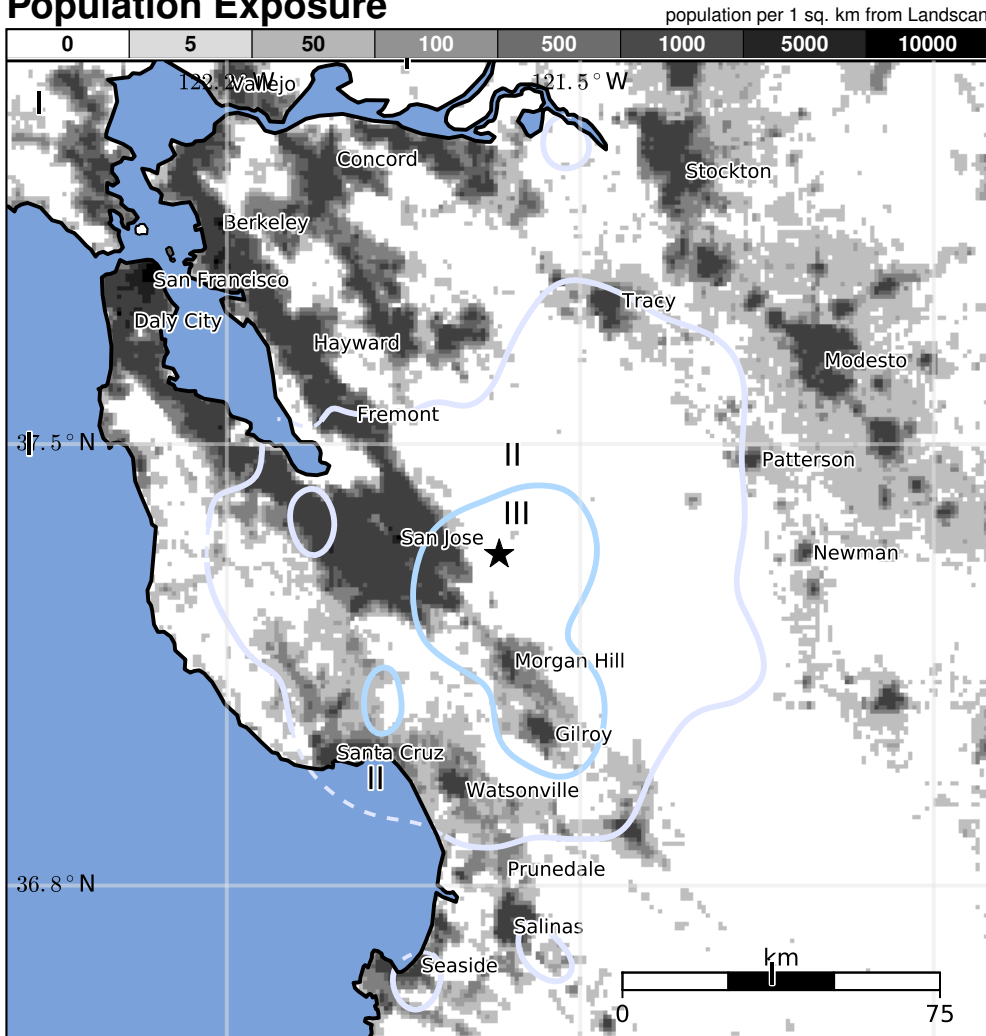 Population Exposure
population per 1 sq. km from Landscan
0 5 50 100 500 1000 5000 10000
122.2°W
Vallejo
121.5°W
I
Concord
Stockton
Berkeley
San Francisco
Daly City
Tracy
Hayward
Modesto
Fremont
37.5°N
I
II
Patterson
III
San Jose
Newman
Morgan Hill
Gilroy
Santa Cruz
II
Watsonville
Prunedale
36.8°N
Salinas
Seaside
km
0 75